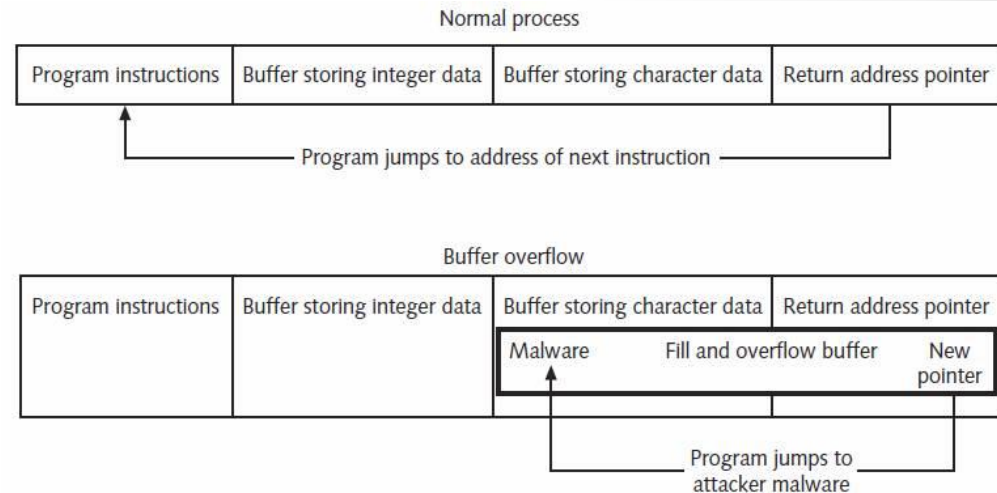 Normal process
Program instructions Buffer storing integer data Buffer storing character data Return address pointer
Program jumps to address of next instruction
Buffer overflow
Program instructions Buffer storing integer data Buffer storing character data Return address pointer
Malware Fill and overflow buffer New
pointer
Program jumps to
attacker malware